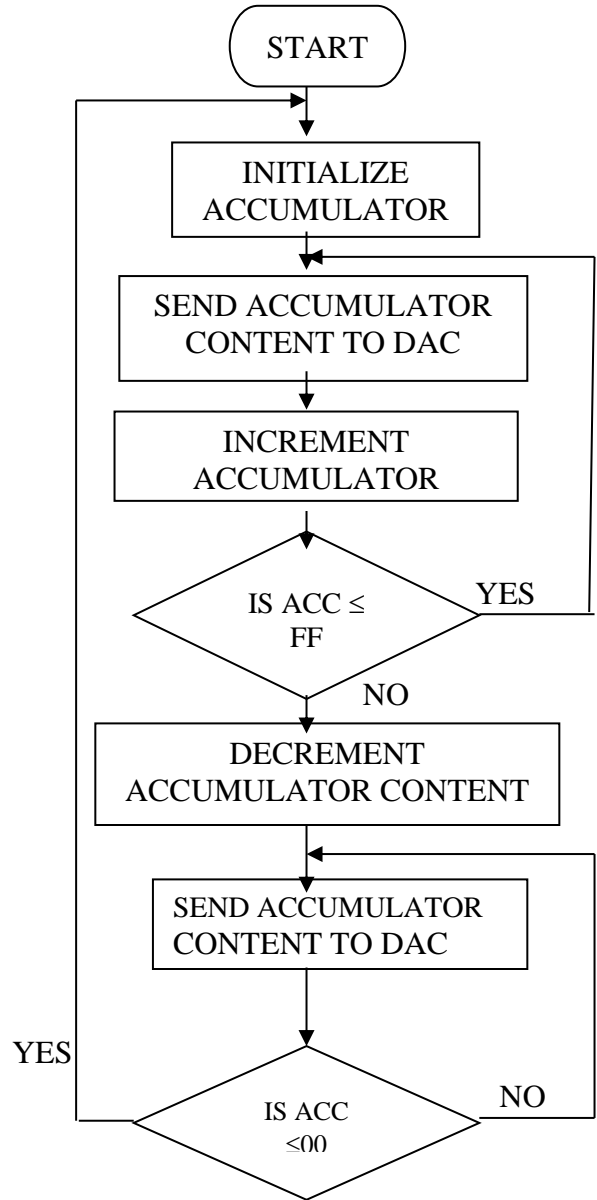 START
INITIALIZE
ACCUMULATOR
SEND ACCUMULATOR
CONTENT TO DAC
INCREMENT
ACCUMULATOR
IS ACC ≤
FF
YES
NO
DECREMENT
ACCUMULATOR CONTENT
SEND ACCUMULATOR
CONTENT TO DAC
YES
IS ACC
≤00
NO